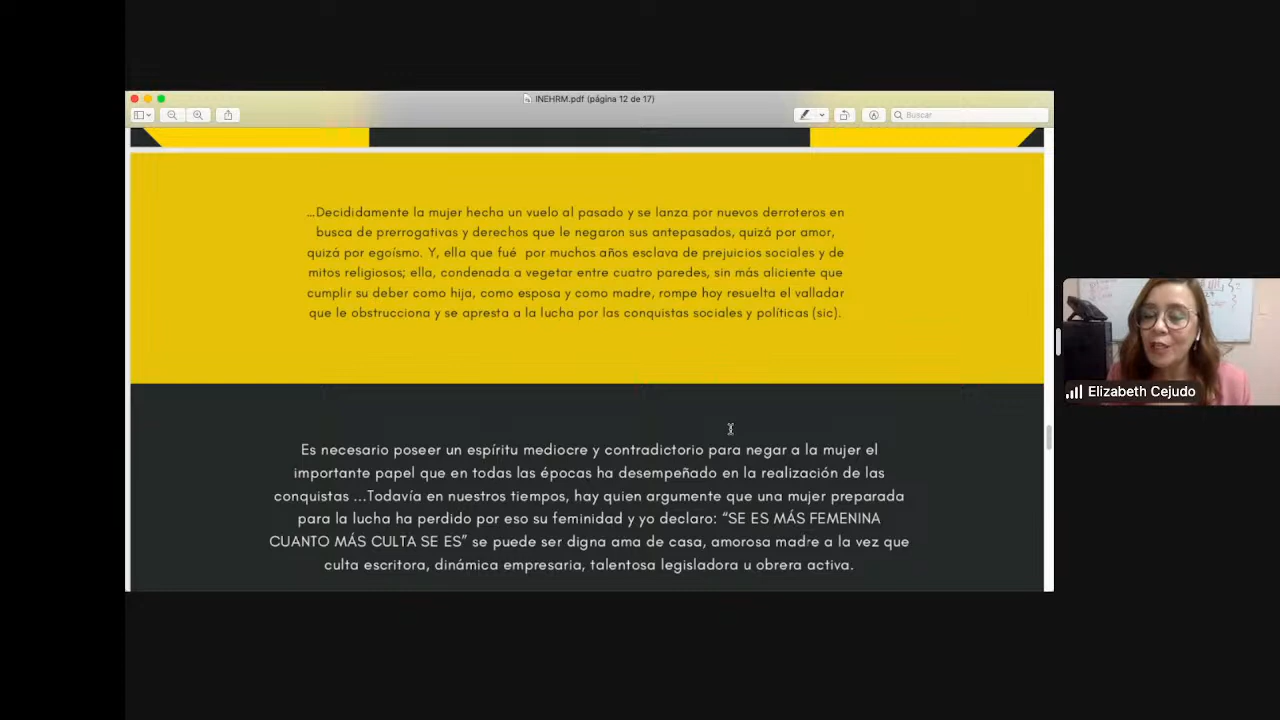 INEHRM.pdf (página 12 de 17)
Buscar
...Decididamente la mujer hecha un vuelo al pasado y se lanza por nuevos derroteros en
busca de prerrogativas y derechos que le negaron sus antepasados, quizá por amor,
quizá por egoísmo. Y, ella que fué por muchos años esclava de prejuicios sociales y de
mitos religiosos; ella, condenada a vegetar entre cuatro paredes, sin más aliciente que
cumplir su deber como hija, como esposa y como madre, rompe hoy resuelta el valladar
que le obstrucciona y se apresta a la lucha por las conquistas sociales y políticas (sic).
Elizabeth Cejudo
Es necesario poseer un espíritu mediocre y contradictorio para negar a la mujer el
importante papel que en todas las épocas ha desempeñado en la realización de las
conquistas ...Todavía en nuestros tiempos, hay quien argumente que una mujer preparada
para la lucha ha perdido por eso su feminidad y yo declaro: “SE ES MÁS FEMENINA
CUANTO MÁS CULTA SE ES” se puede ser digna ama de casa, amorosa madre a la vez que
culta escritora, dinámica empresaria, talentosa legisladora u obrera activa.